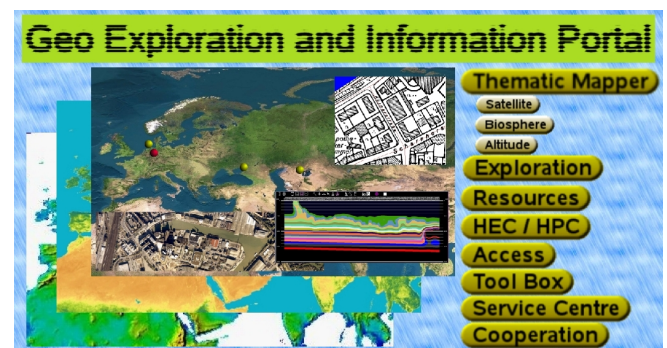 Geo Exploration and Information Portal
Thematic Mapper
Satellite
Biosphere
Altitude
Exploration
Resources
HEC / HPC
Access
Tool Box
Service Centre
Cooperation